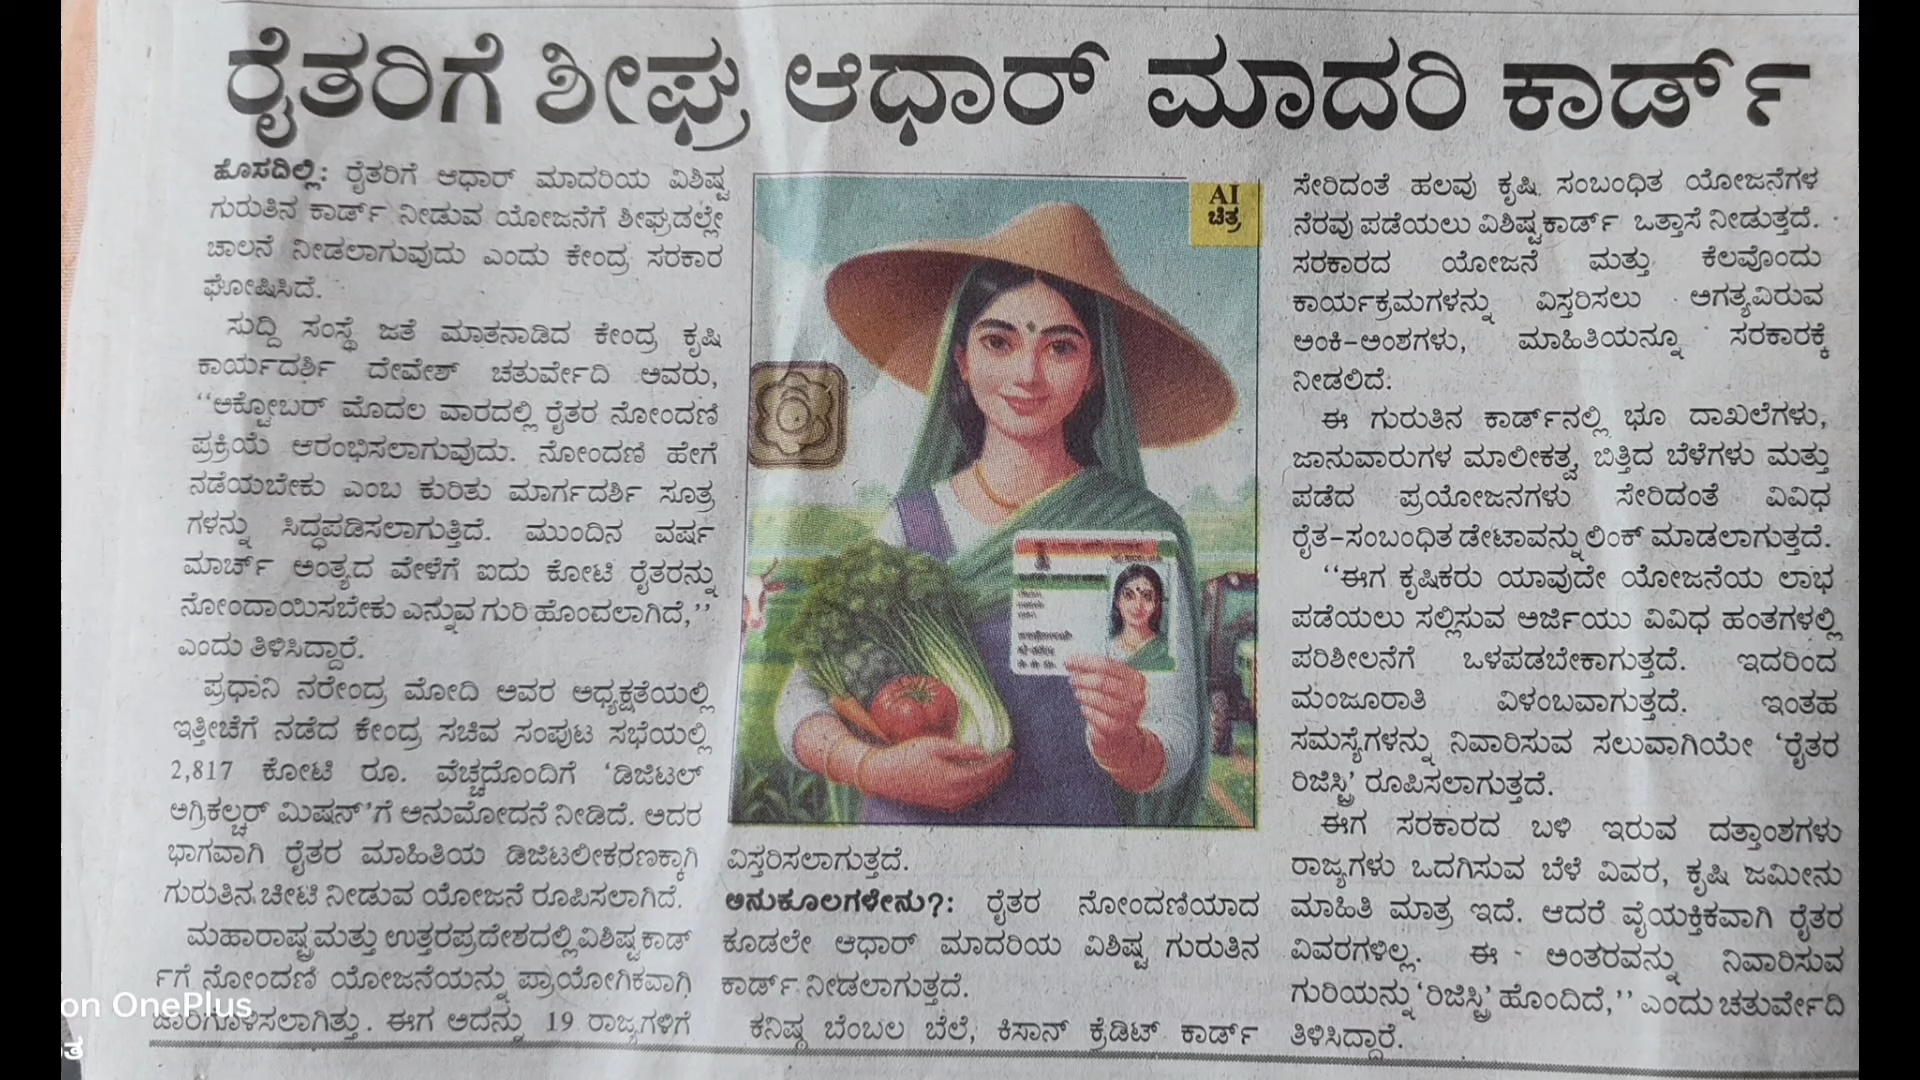 ರೈತರಿಗೆ ಶೀಘ್ರ ಆಧಾರ್ ಮಾದರಿ ಕಾರ್ಡ್
ಹೊಸದಿಲ್ಲಿ: ರೈತರಿಗೆ ಆಧಾರ್ ಮಾದರಿಯ ವಿಶಿಷ್ಟ
ಗುರುತಿನ ಕಾರ್ಡ್ ನೀಡುವ ಯೋಜನೆಗೆ ಶೀಘ್ರದಲ್ಲೇ
ಚಾಲನೆ ನೀಡಲಾಗುವುದು ಎಂದು ಕೇಂದ್ರ ಸರಕಾರ
ಘೋಷಿಸಿದೆ.
ಸುದ್ದಿ ಸಂಸ್ಥೆ ಜತೆ ಮಾತನಾಡಿದ ಕೇಂದ್ರ ಕೃಷಿ
ಕಾರ್ಯದರ್ಶಿ ದೇವೇಶ್ ಚತುರ್ವೇದಿ ಅವರು,
‘‘ಅಕ್ಟೋಬರ್ ಮೊದಲ ವಾರದಲ್ಲಿ ರೈತರ ನೋಂದಣಿ
ಪ್ರಕ್ರಿಯೆ ಆರಂಭಿಸಲಾಗುವುದು. ನೋಂದಣಿ ಹೇಗೆ
ನಡೆಯಬೇಕು ಎಂಬ ಕುರಿತು ಮಾರ್ಗದರ್ಶಿ ಸೂತ್ರ
ಗಳನ್ನು ಸಿದ್ಧಪಡಿಸಲಾಗುತ್ತಿದೆ. ಮುಂದಿನ ವರ್ಷ
ಮಾರ್ಚ್ ಅಂತ್ಯದ ವೇಳೆಗೆ ಐದು ಕೋಟಿ ರೈತರನ್ನು
ನೋಂದಾಯಿಸಬೇಕು ಎನ್ನುವ ಗುರಿ ಹೊಂದಲಾಗಿದೆ,’’
ಎಂದು ತಿಳಿಸಿದ್ದಾರೆ.
ಪ್ರಧಾನಿ ನರೇಂದ್ರ ಮೋದಿ ಅವರ ಅಧ್ಯಕ್ಷತೆಯಲ್ಲಿ
ಇತ್ತೀಚೆಗೆ ನಡೆದ ಕೇಂದ್ರ ಸಚಿವ ಸಂಪುಟ ಸಭೆಯಲ್ಲಿ
2,817 ಕೋಟಿ ರೂ. ವೆಚ್ಚದೊಂದಿಗೆ ‘ಡಿಜಿಟಲ್
ಅಗ್ರಿಕಲ್ಚರ್ ಮಿಷನ್’ಗೆ ಅನುಮೋದನೆ ನೀಡಿದೆ. ಅದರ
ಭಾಗವಾಗಿ ರೈತರ ಮಾಹಿತಿಯ ಡಿಜಿಟಲೀಕರಣಕ್ಕಾಗಿ
ಗುರುತಿನ ಚೀಟಿ ನೀಡುವ ಯೋಜನೆ ರೂಪಿಸಲಾಗಿದೆ.
ಮಹಾರಾಷ್ಟ್ರ ಮತ್ತು ಉತ್ತರಪ್ರದೇಶದಲ್ಲಿ ವಿಶಿಷ್ಟ ಕಾಡ್
ರ್ಗೆ ನೋಂದಣಿ ಯೋಜನೆಯನ್ನು ಪ್ರಾಯೋಗಿಕವಾಗಿ
ಜಾರಿಗೊಳಿಸಲಾಗಿತ್ತು. ಈಗ ಅದನ್ನು 19 ರಾಜ್ಯಗಳಿಗೆ
on OnePlus
AI
ಚಿತ್ರ
ವಿಸ್ತರಿಸಲಾಗುತ್ತದೆ.
ಅನುಕೂಲಗಳೇನು?: ರೈತರ ನೋಂದಣಿಯಾದ
ಕೂಡಲೇ ಆಧಾರ್ ಮಾದರಿಯ ವಿಶಿಷ್ಟ ಗುರುತಿನ
ಕಾರ್ಡ್ ನೀಡಲಾಗುತ್ತದೆ.
ಕನಿಷ್ಠ ಬೆಂಬಲ ಬೆಲೆ, ಕಿಸಾನ್ ಕ್ರೆಡಿಟ್ ಕಾರ್ಡ್
ಸೇರಿದಂತೆ ಹಲವು ಕೃಷಿ ಸಂಬಂಧಿತ ಯೋಜನೆಗಳ
ನೆರವು ಪಡೆಯಲು ವಿಶಿಷ್ಟ ಕಾರ್ಡ್ ಒತ್ತಾಸೆ ನೀಡುತ್ತದೆ.
ಸರಕಾರದ ಯೋಜನೆ ಮತ್ತು ಕೆಲವೊಂದು
ಕಾರ್ಯಕ್ರಮಗಳನ್ನು ವಿಸ್ತರಿಸಲು ಅಗತ್ಯವಿರುವ
ಅಂಕಿ-ಅಂಶಗಳು, ಮಾಹಿತಿಯನ್ನೂ ಸರಕಾರಕ್ಕೆ
ನೀಡಲಿದೆ.
ಈ ಗುರುತಿನ ಕಾರ್ಡ್‌ನಲ್ಲಿ ಭೂ ದಾಖಲೆಗಳು,
ಜಾನುವಾರುಗಳ ಮಾಲೀಕತ್ವ, ಬಿತ್ತಿದ ಬೆಳೆಗಳು ಮತ್ತು
ಪಡೆದ ಪ್ರಯೋಜನಗಳು ಸೇರಿದಂತೆ ವಿವಿಧ
ರೈತ-ಸಂಬಂಧಿತ ಡೇಟಾವನ್ನು ಲಿಂಕ್ ಮಾಡಲಾಗುತ್ತದೆ.
‘‘ಈಗ ಕೃಷಿಕರು ಯಾವುದೇ ಯೋಜನೆಯ ಲಾಭ
ಪಡೆಯಲು ಸಲ್ಲಿಸುವ ಅರ್ಜಿಯು ವಿವಿಧ ಹಂತಗಳಲ್ಲಿ
ಪರಿಶೀಲನೆಗೆ ಒಳಪಡಬೇಕಾಗುತ್ತದೆ. ಇದರಿಂದ
ಮಂಜೂರಾತಿ ವಿಳಂಬವಾಗುತ್ತದೆ. ಇಂತಹ
ಸಮಸ್ಯೆಗಳನ್ನು ನಿವಾರಿಸುವ ಸಲುವಾಗಿಯೇ ‘ರೈತರ
ರಿಜಿಸ್ಟ್ರಿ’ ರೂಪಿಸಲಾಗುತ್ತದೆ.
ಈಗ ಸರಕಾರದ ಬಳಿ ಇರುವ ದತ್ತಾಂಶಗಳು
ರಾಜ್ಯಗಳು ಒದಗಿಸುವ ಬೆಳೆ ವಿವರ, ಕೃಷಿ ಜಮೀನು
ಮಾಹಿತಿ ಮಾತ್ರ ಇದೆ. ಆದರೆ ವೈಯಕ್ತಿಕವಾಗಿ ರೈತರ
ವಿವರಗಳಿಲ್ಲ. ಈ ಅಂತರವನ್ನು ನಿವಾರಿಸುವ
ಗುರಿಯನ್ನು ‘ರಿಜಿಸ್ಟ್ರಿ’ ಹೊಂದಿದೆ,’’ ಎಂದು ಚತುರ್ವೇದಿ
ತಿಳಿಸಿದ್ದಾರೆ.